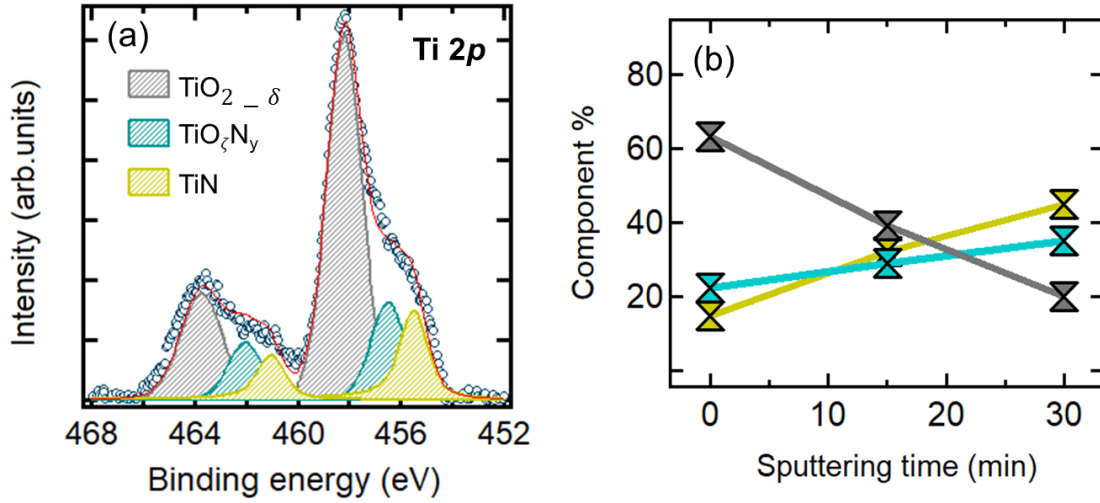 (a)
Ti 2p
TiO₂ _ δ
TiOζNy
TiN
Intensity (arb.units)
468 464 460 456 452
Binding energy (eV)
(b)
Component %
80
60
40
20
0 10 20 30
Sputtering time (min)